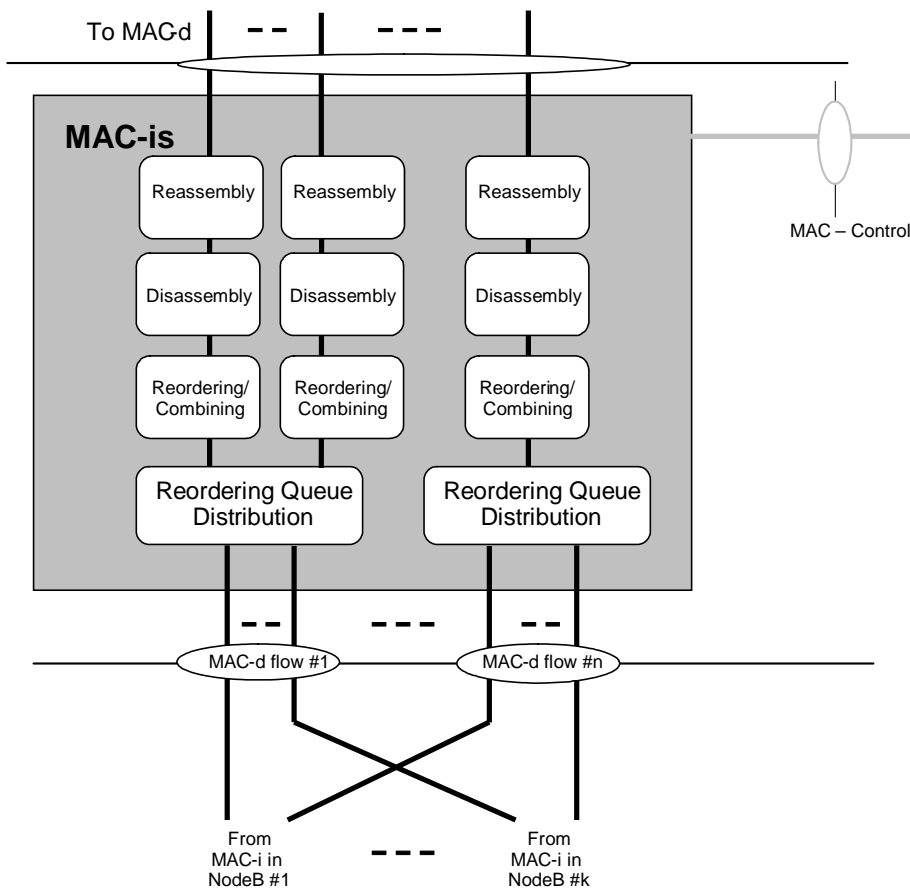 To MAC-d
MAC-is
Reassembly Reassembly Reassembly
MAC – Control
Disassembly Disassembly Disassembly
Reordering/ Reordering/ Reordering/
Combining Combining Combining
Reordering Queue Reordering Queue
Distribution Distribution
MAC-d flow #1 MAC-d flow #n
From From
MAC-i in MAC-i in
NodeB #1 NodeB #k